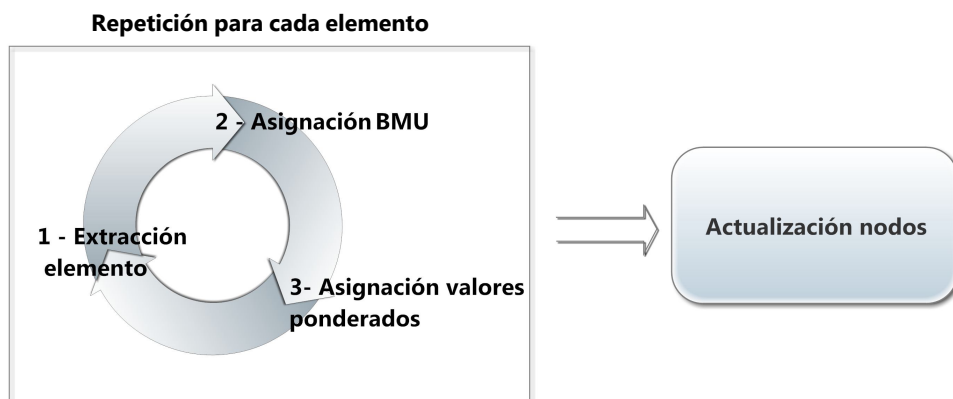 Repetición para cada elemento
2 - Asignación BMU
1 - Extracción
elemento
3- Asignación valores
ponderados
Actualización nodos